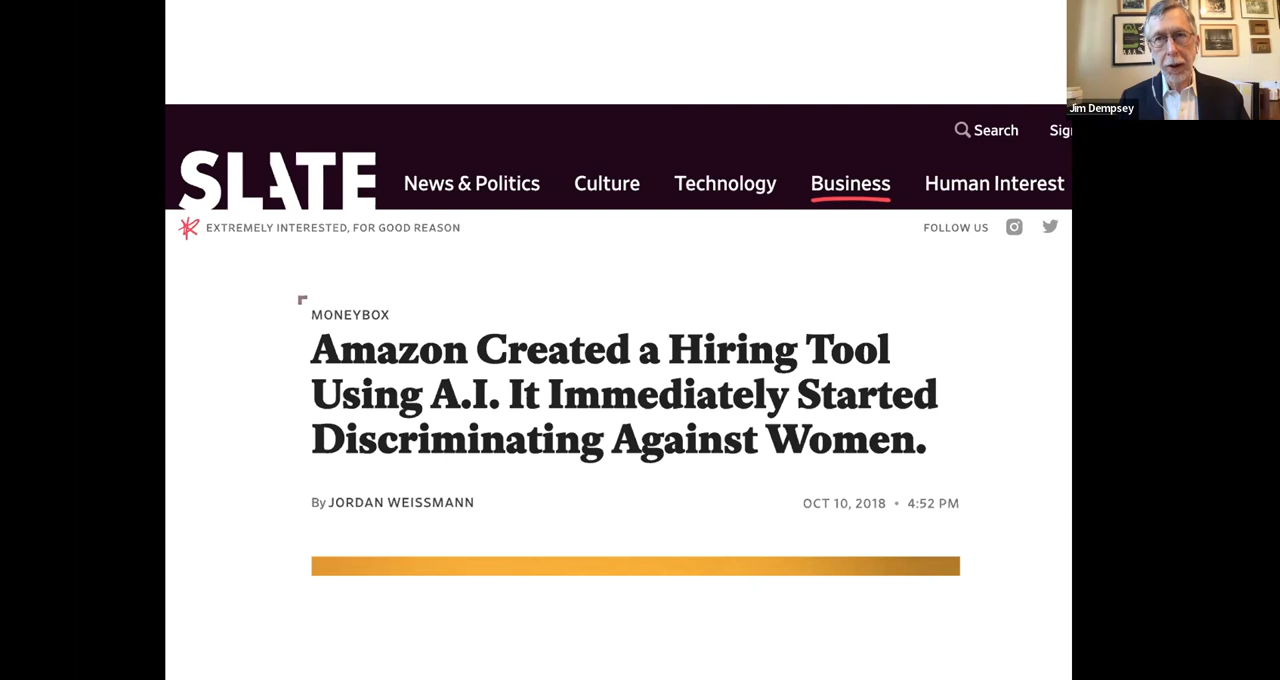 Jim Dempsey
Search
Sig
SLATE
News & Politics
Culture
Technology
Business
Human Interest
EXTREMELY INTERESTED, FOR GOOD REASON
FOLLOW US
MONEYBOX
Amazon Created a Hiring Tool
Using A.I. It Immediately Started
Discriminating Against Women.
By JORDAN WEISSMANN
OCT 10, 2018 • 4:52 PM